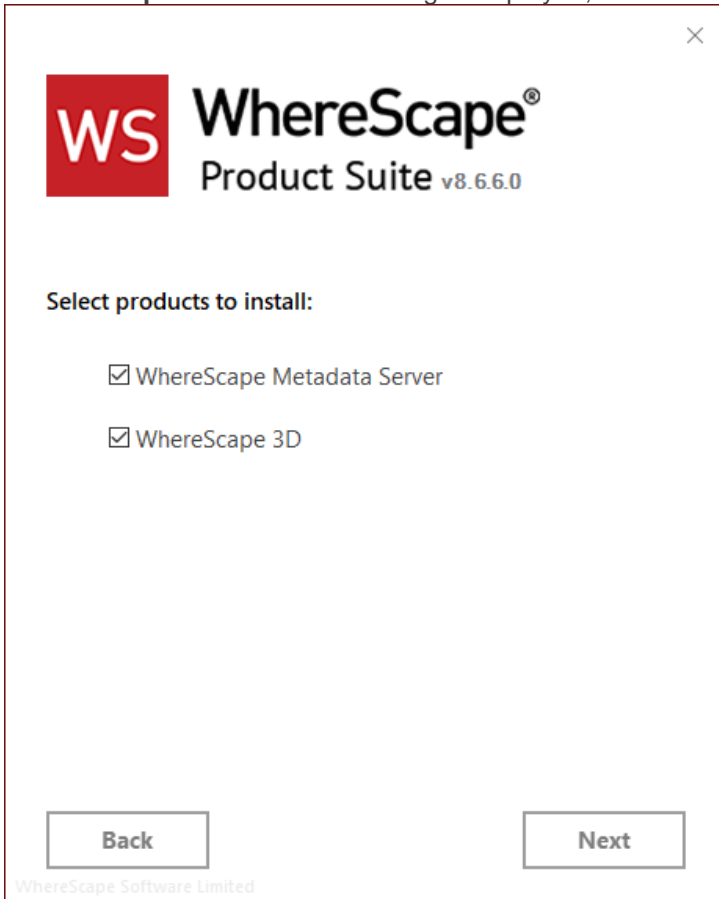 WS WhereScape®
Product Suite v8.6.6.0
Select products to install:
WhereScape Metadata Server
WhereScape 3D
Back Next
WhereScape Software Limited